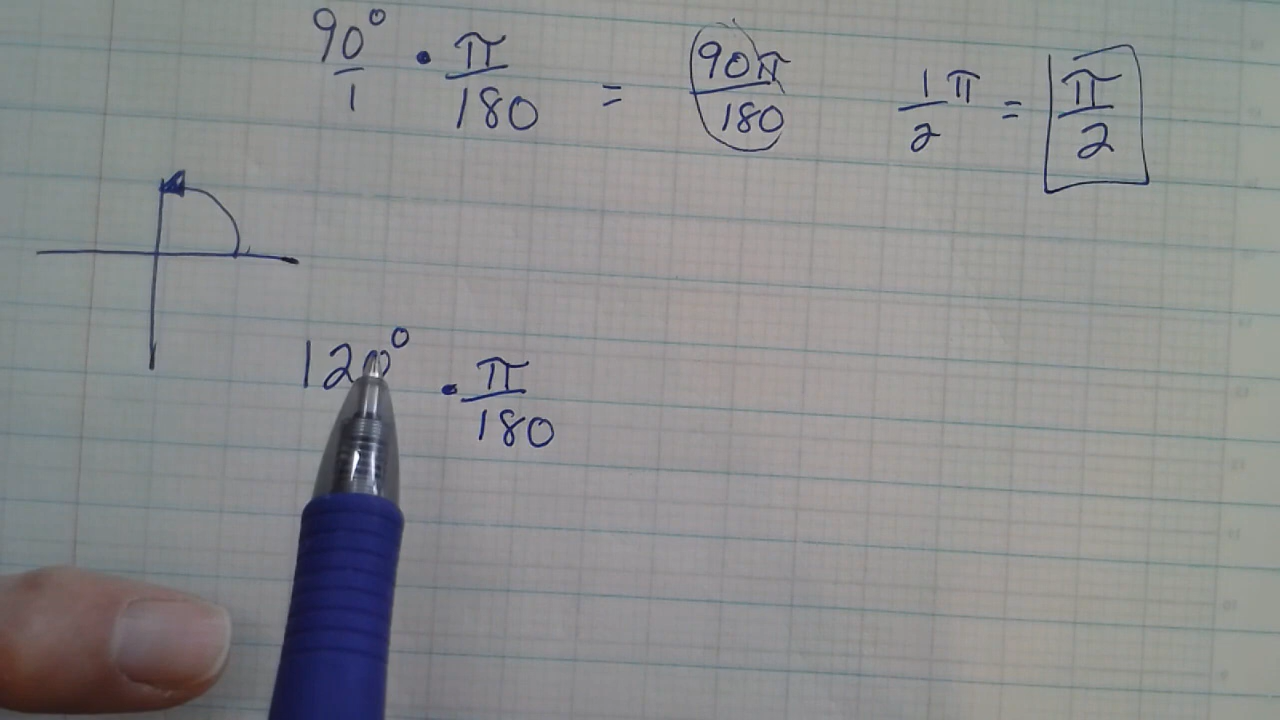 90°/1 · π/180 = 90π/180 1/2 π = π/2
120° · π/180